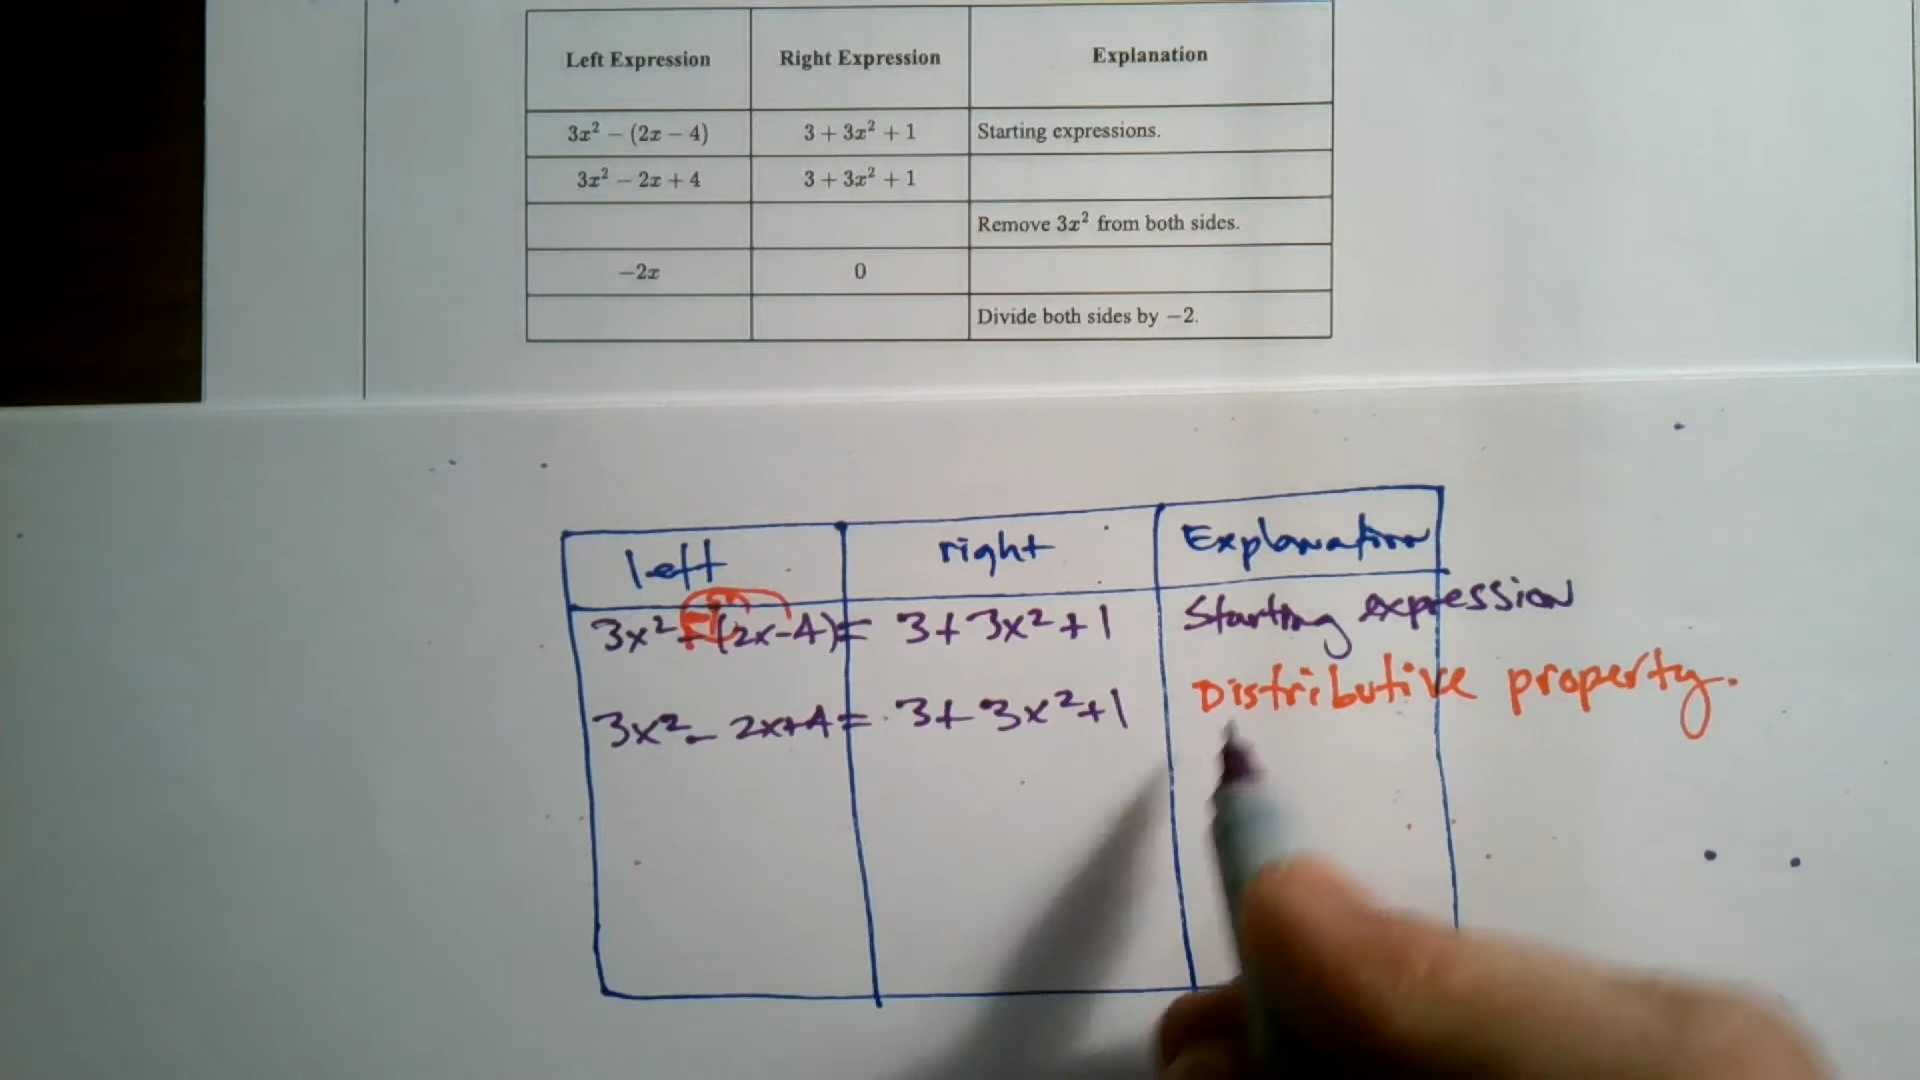 Left Expression Right Expression Explanation
3x² − (2x − 4) 3 + 3x² + 1 Starting expressions.
3x² − 2x + 4 3 + 3x² + 1
Remove 3x² from both sides.
−2x 0
Divide both sides by −2.
left right Explanation
3x² - (2x-4) = 3 + 3x² + 1 Starting expression
3x² - 2x+4 = 3 + 3x² + 1 Distributive property.